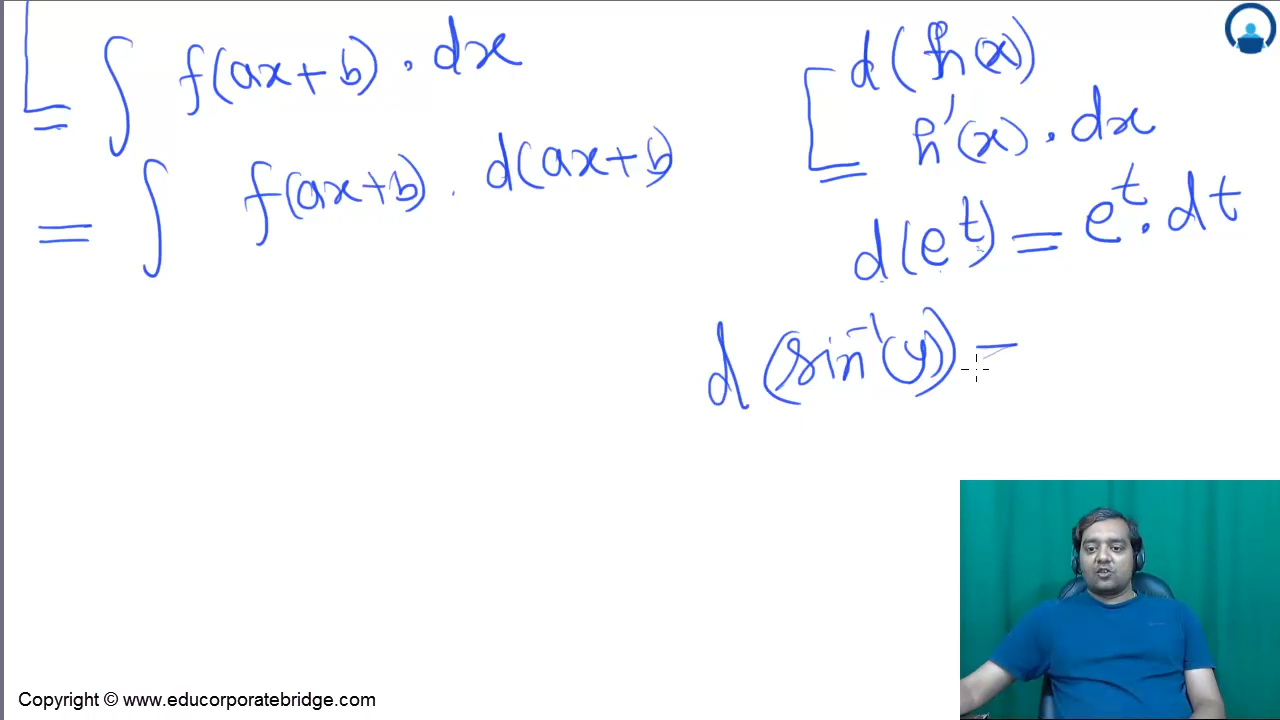 ∫ f(ax+b) . dx
= ∫ f(ax+b) . d(ax+b)
d(h(x)
h'(x) . dx
d(e^t) = e^t . dt
d(sin⁻¹(y)) =
Copyright © www.educorporatebridge.com